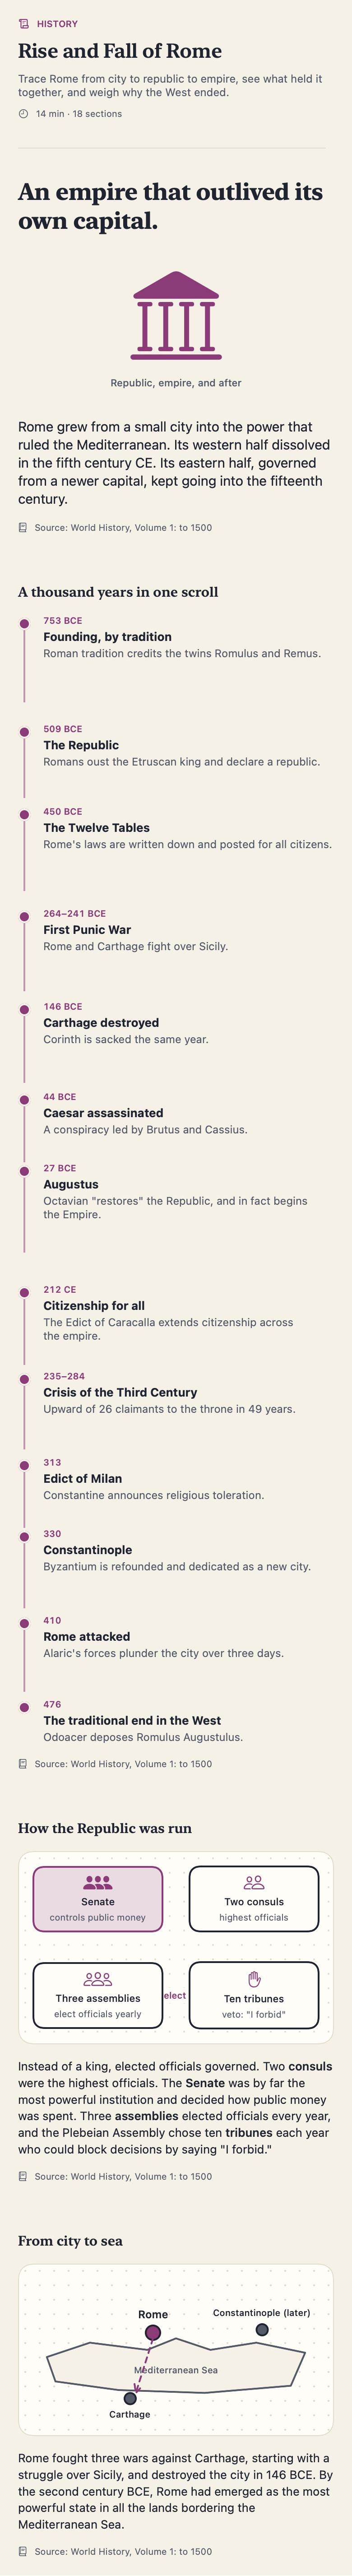 HISTORY
Rise and Fall of Rome
Trace Rome from city to republic to empire, see what held it
together, and weigh why the West ended.
14 min · 18 sections
An empire that outlived its
own capital.
Republic, empire, and after
Rome grew from a small city into the power that
ruled the Mediterranean. Its western half dissolved
in the fifth century CE. Its eastern half, governed
from a newer capital, kept going into the fifteenth
century.
Source: World History, Volume 1: to 1500
A thousand years in one scroll
753 BCE
Founding, by tradition
Roman tradition credits the twins Romulus and Remus.
509 BCE
The Republic
Romans oust the Etruscan king and declare a republic.
450 BCE
The Twelve Tables
Rome's laws are written down and posted for all citizens.
264–241 BCE
First Punic War
Rome and Carthage fight over Sicily.
146 BCE
Carthage destroyed
Corinth is sacked the same year.
44 BCE
Caesar assassinated
A conspiracy led by Brutus and Cassius.
27 BCE
Augustus
Octavian "restores" the Republic, and in fact begins
the Empire.
212 CE
Citizenship for all
The Edict of Caracalla extends citizenship across
the empire.
235–284
Crisis of the Third Century
Upward of 26 claimants to the throne in 49 years.
313
Edict of Milan
Constantine announces religious toleration.
330
Constantinople
Byzantium is refounded and dedicated as a new city.
410
Rome attacked
Alaric's forces plunder the city over three days.
476
The traditional end in the West
Odoacer deposes Romulus Augustulus.
Source: World History, Volume 1: to 1500
How the Republic was run
Senate
controls public money
Two consuls
highest officials
Three assemblies
elect officials yearly
elect
Ten tribunes
veto: "I forbid"
Instead of a king, elected officials governed. Two consuls
were the highest officials. The Senate was by far the
most powerful institution and decided how public money
was spent. Three assemblies elected officials every year,
and the Plebeian Assembly chose ten tribunes each year
who could block decisions by saying "I forbid."
Source: World History, Volume 1: to 1500
From city to sea
Rome
Constantinople (later)
Mediterranean Sea
Carthage
Rome fought three wars against Carthage, starting with a
struggle over Sicily, and destroyed the city in 146 BCE. By
the second century BCE, Rome had emerged as the most
powerful state in all the lands bordering the
Mediterranean Sea.
Source: World History, Volume 1: to 1500